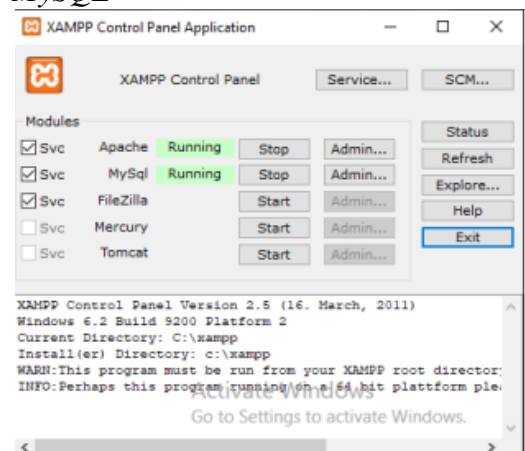 MySQL
XAMPP Control Panel Application
XAMPP Control Panel Service... SCM...
Modules
Svc Apache Running Stop Admin...
Svc MySql Running Stop Admin...
Svc FileZilla Start Admin...
Svc Mercury Start Admin...
Svc Tomcat Start Admin...
Status
Refresh
Explore...
Help
Exit
XAMPP Control Panel Version 2.5 (16. March, 2011)
Windows 6.2 Build 9200 Platform 2
Current Directory: C:\xampp
Install(er) Directory: c:\xampp
WARN:This program must be run from your XAMPP root director
INFO:Perhaps this program running on a 64 bit plattform ple
Activate Windows
Go to Settings to activate Windows.